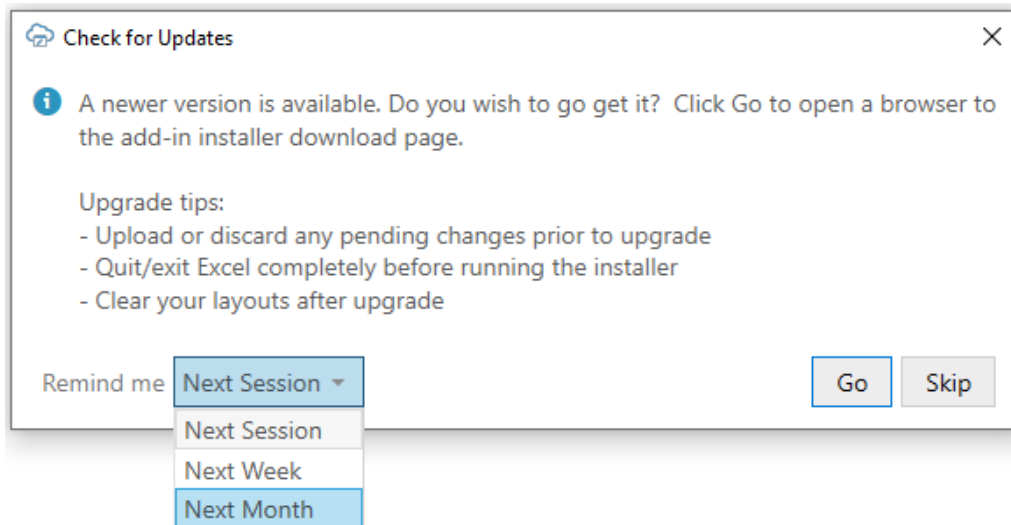 Check for Updates
A newer version is available. Do you wish to go get it?  Click Go to open a browser to
the add-in installer download page.
Upgrade tips:
- Upload or discard any pending changes prior to upgrade
- Quit/exit Excel completely before running the installer
- Clear your layouts after upgrade
Remind me Next Session Go Skip
Next Session
Next Week
Next Month